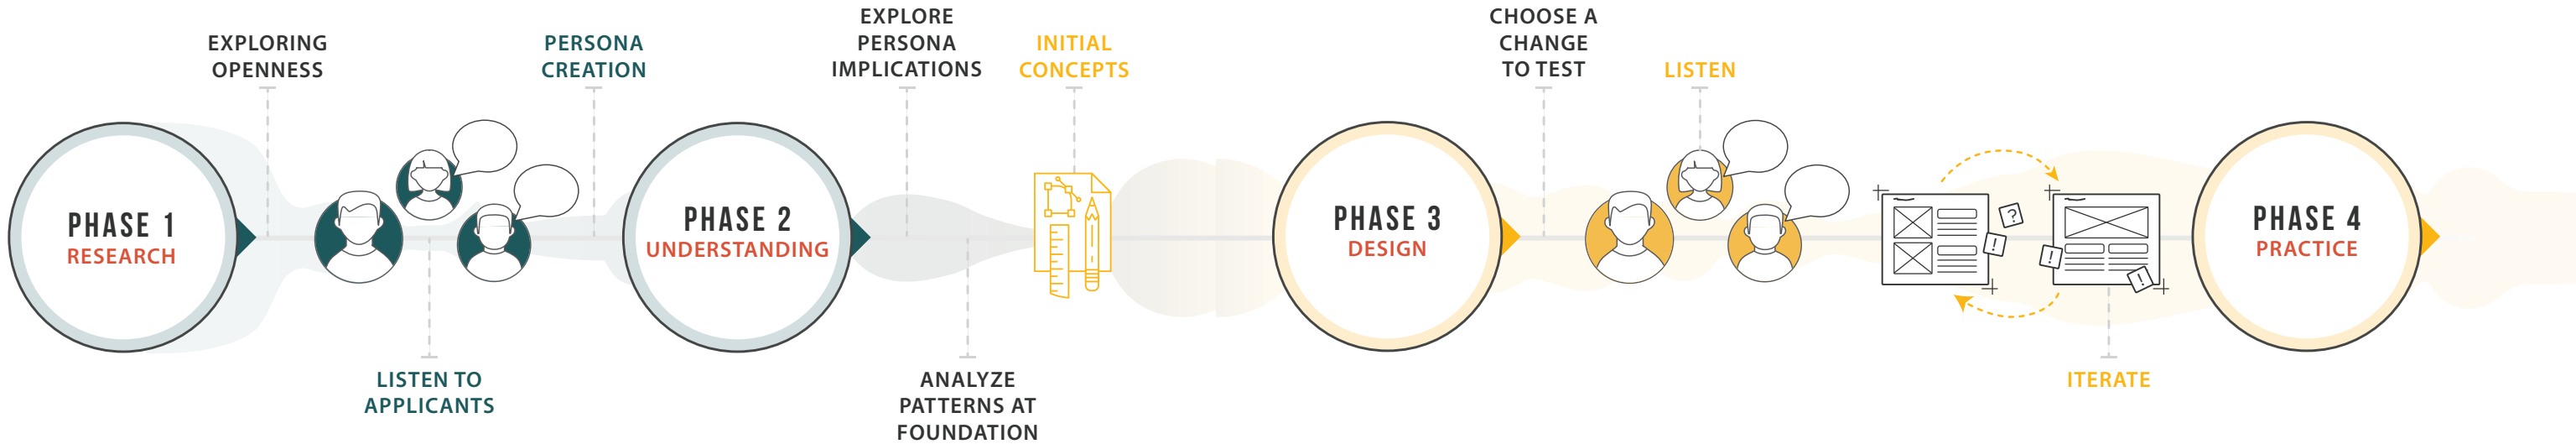 PHASE 1
RESEARCH
EXPLORING
OPENNESS
LISTEN TO
APPLICANTS
PERSONA
CREATION
PHASE 2
UNDERSTANDING
EXPLORE
PERSONA
IMPLICATIONS
ANALYZE
PATTERNS AT
FOUNDATION
INITIAL
CONCEPTS
PHASE 3
DESIGN
CHOOSE A
CHANGE
TO TEST
LISTEN
?
!
!
!
ITERATE
PHASE 4
PRACTICE